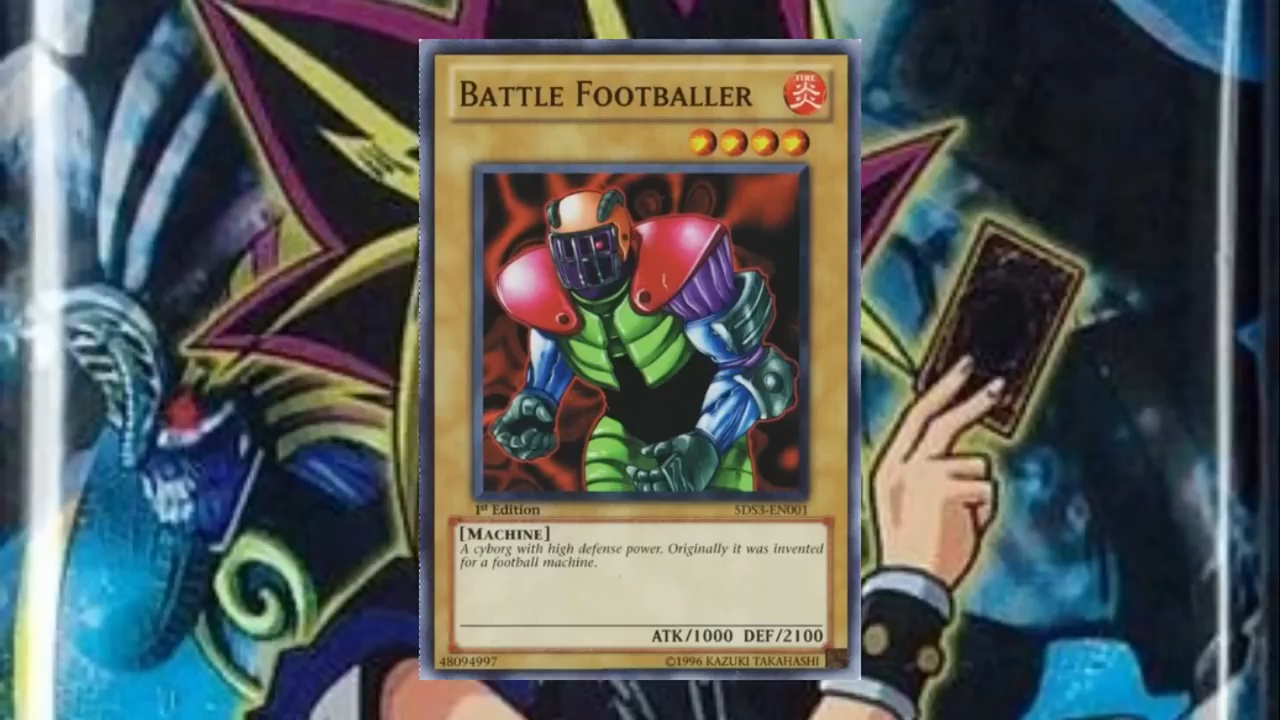 BATTLE FOOTBALLER
FIRE
炎
1st Edition
5DS3-EN001
[MACHINE]
A cyborg with high defense power. Originally it was invented
for a football machine.
ATK/1000 DEF/2100
48094997
©1996 KAZUKI TAKAHASHI